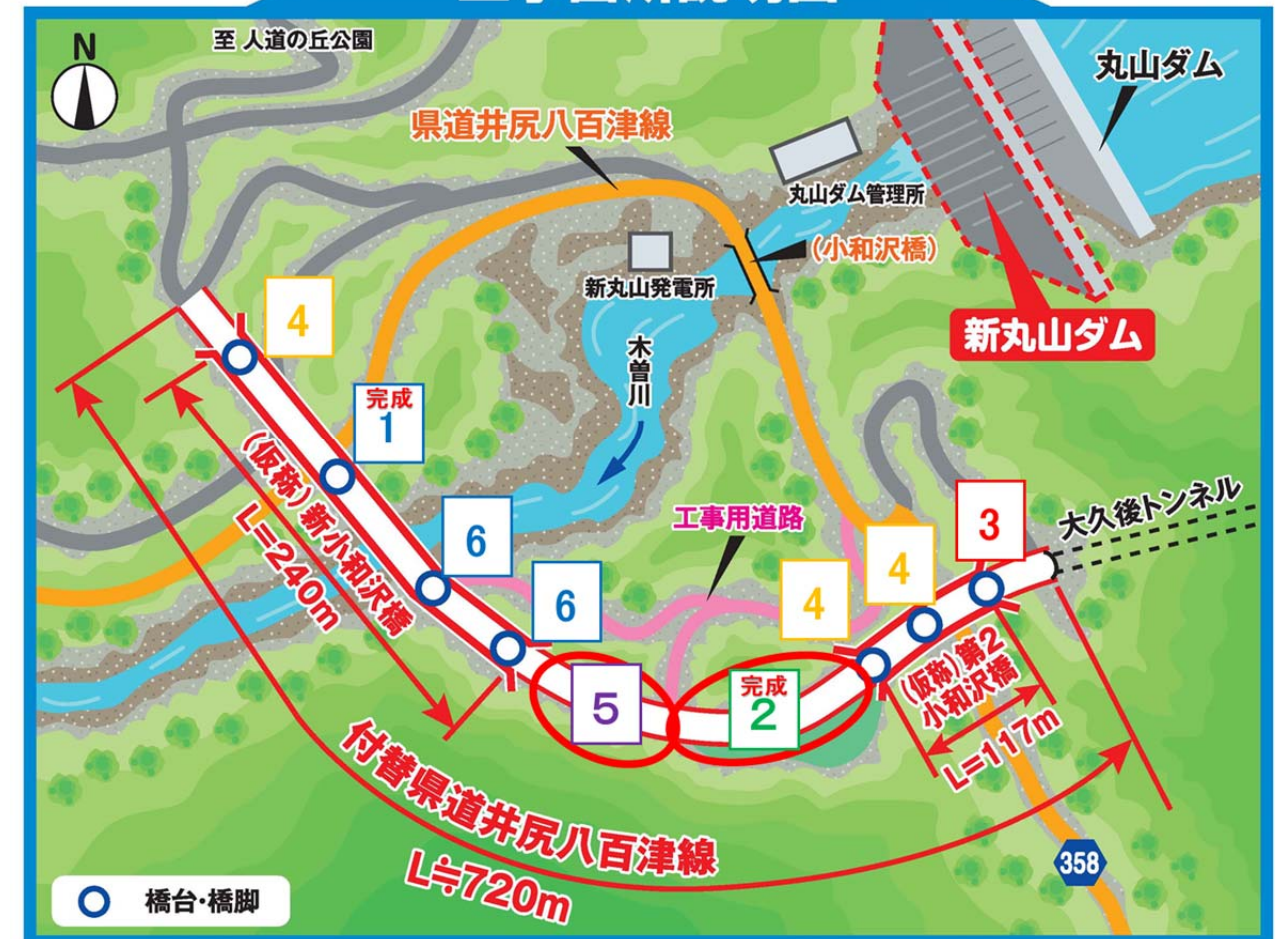 N
至 人道の丘公園
丸山ダム
県道井尻八百津線
丸山ダム管理所
(小和沢橋)
新丸山発電所
新丸山ダム
木曽川
4
完成
1
(仮称)新小和沢橋
L=240m
6
6
工事用道路
3
大久後トンネル
4
4
5
完成
2
(仮称)第2
小和沢橋
L=117m
付替県道井尻八百津線
L≒720m
358
橋台・橋脚